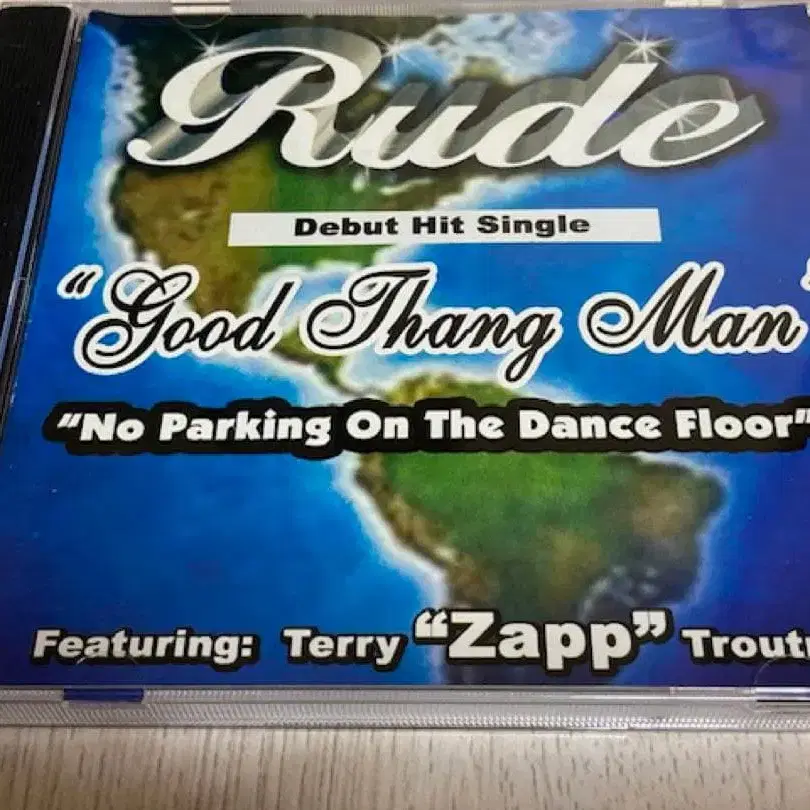 Rude
Debut Hit Single
"Good Thang Man"
"No Parking On The Dance Floor"
Featuring: Terry "Zapp"